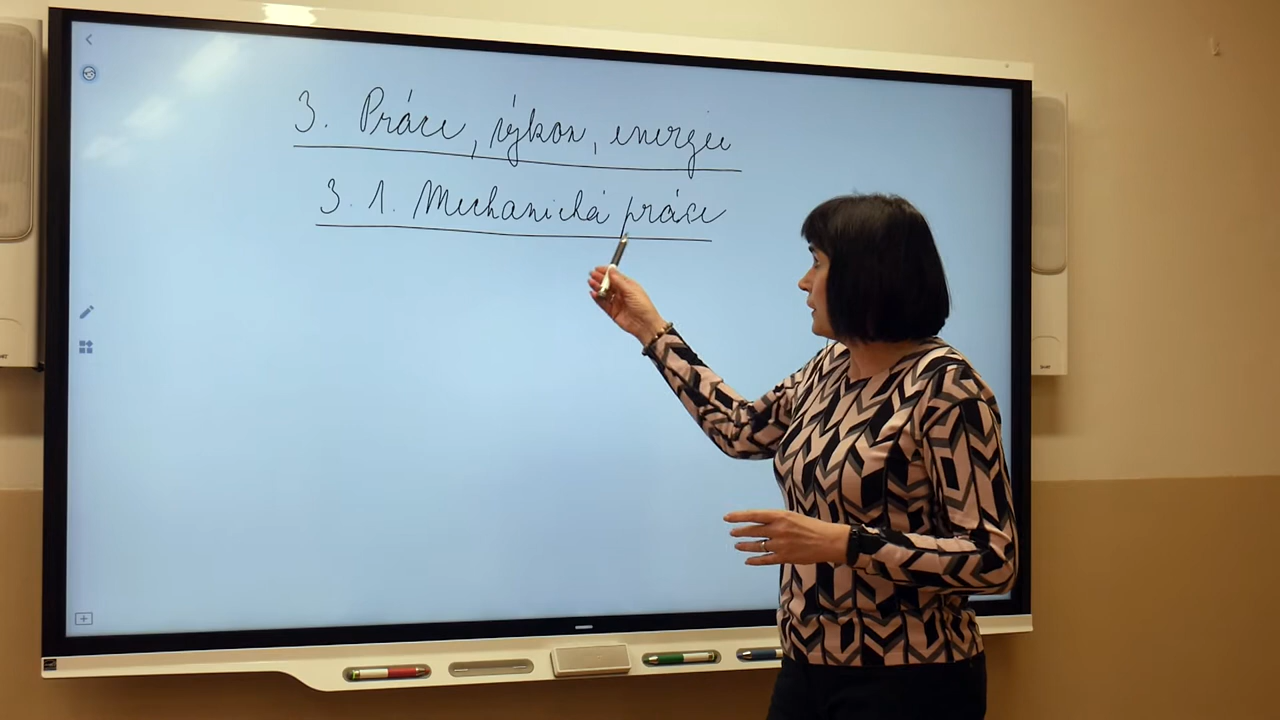 3. Práce, výkon, energie
3. 1. Mechanická práce